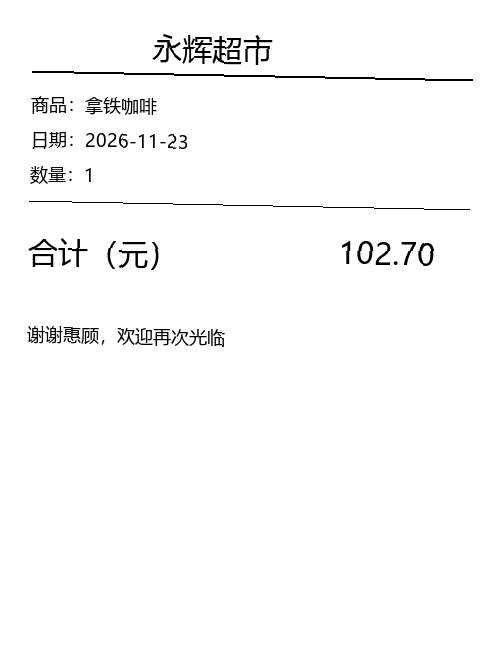 永辉超市
商品：拿铁咖啡
日期：2026-11-23
数量：1
合计（元） 102.70
谢谢惠顾，欢迎再次光临